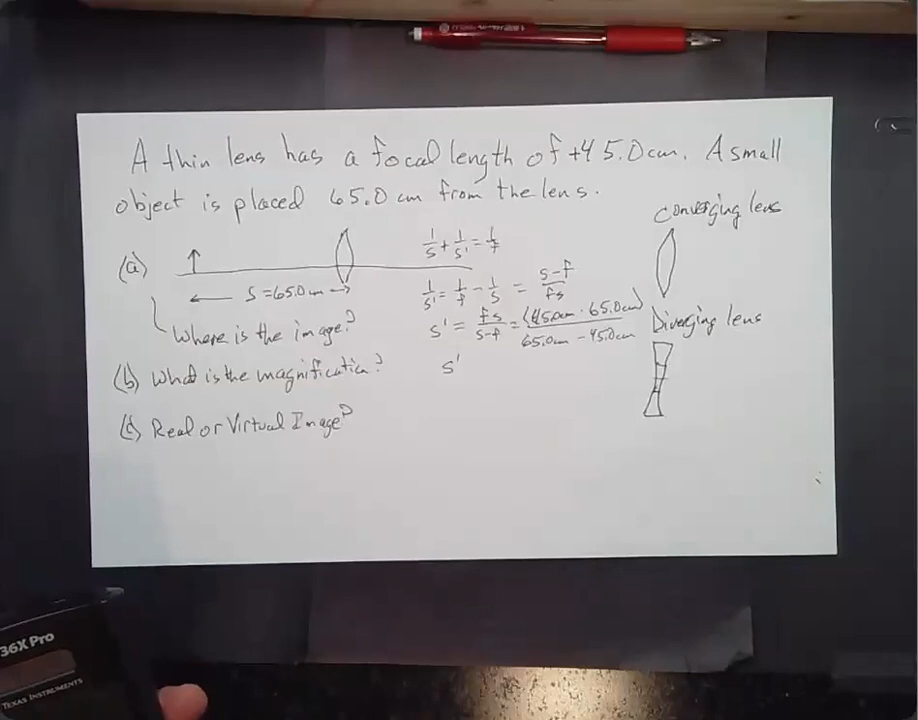 A thin lens has a focal length of +45.0cm. A small
object is placed 65.0 cm from the lens.
Converging lens
(a)
1/s + 1/s' = 1/f
S = 65.0cm
1/s' = 1/f - 1/s = s-f/fs
Where is the image?
s' = fs/s-f = (45.0cm · 65.0cm)/65.0cm - 45.0cm
Diverging lens
(b) What is the magnification?
s'
(c) Real or Virtual Image?
36X Pro
TEXAS INSTRUMENTS